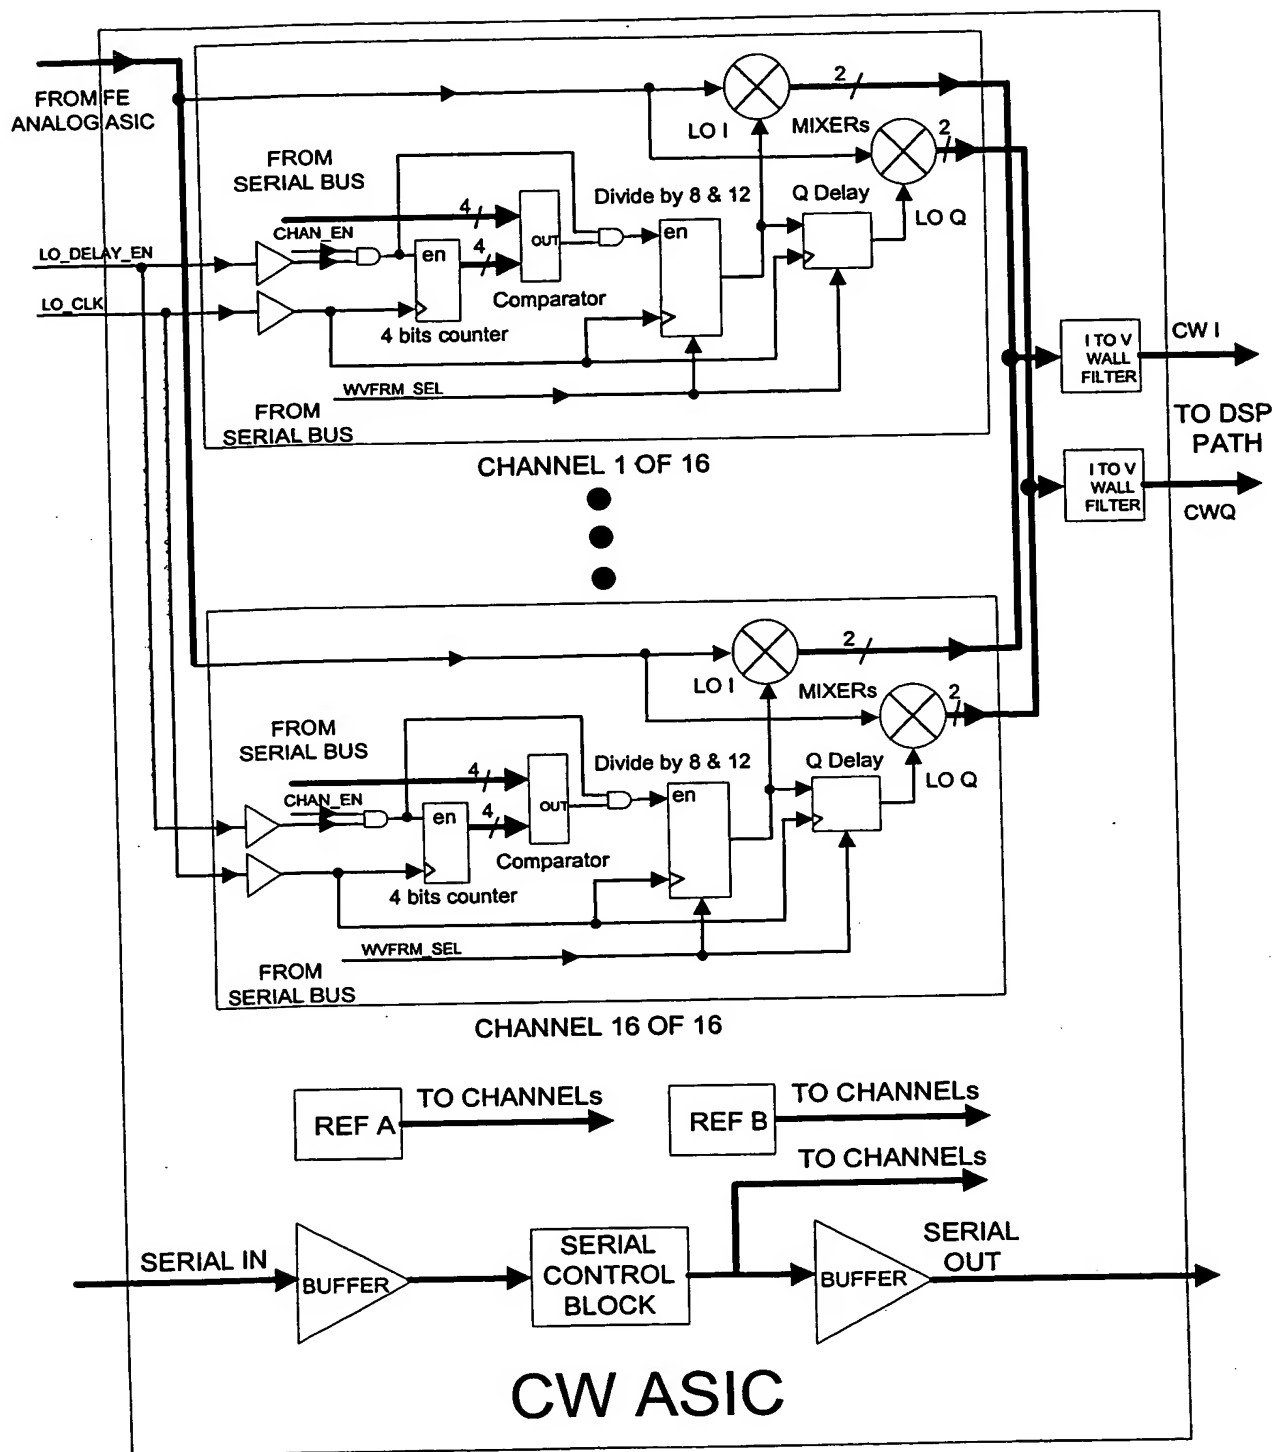 FROM FE
ANALOG ASIC
LO I
MIXERs
2
2
FROM
SERIAL BUS
4
Divide by 8 & 12
Q Delay
LO Q
CHAN_EN
LO_DELAY_EN
en
4
OUT
en
LO_CLK
Comparator
4 bits counter
WVFRM_SEL
FROM
SERIAL BUS
I TO V
WALL
FILTER
CW I
TO DSP
PATH
I TO V
WALL
FILTER
CWQ
CHANNEL 1 OF 16
2
LO I
MIXERs
2
FROM
SERIAL BUS
4
Divide by 8 & 12
Q Delay
LO Q
CHAN_EN
en
4
OUT
en
Comparator
4 bits counter
WVFRM_SEL
FROM
SERIAL BUS
CHANNEL 16 OF 16
REF A
TO CHANNELs
REF B
TO CHANNELs
TO CHANNELs
SERIAL IN
BUFFER
SERIAL
CONTROL
BLOCK
BUFFER
SERIAL
OUT
CW ASIC